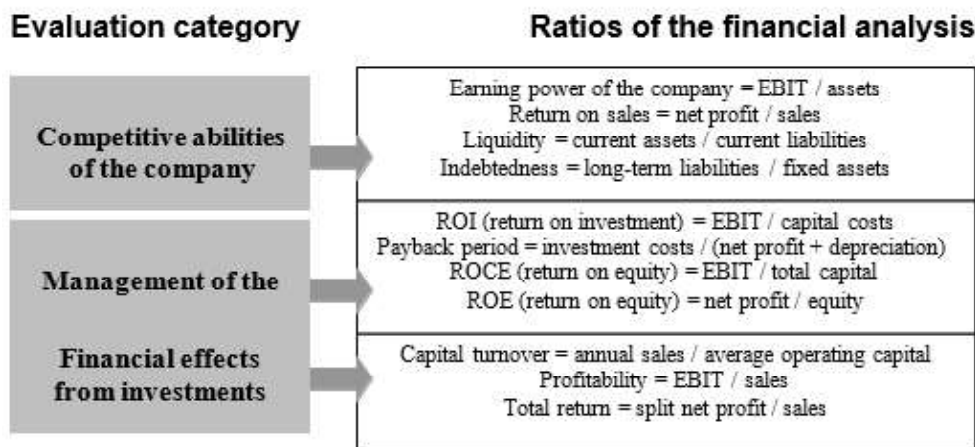 Evaluation category
Ratios of the financial analysis
Competitive abilities
of the company
Earning power of the company = EBIT / assets
Return on sales = net profit / sales
Liquidity = current assets / current liabilities
Indebtedness = long-term liabilities / fixed assets
Management of the
ROI (return on investment) = EBIT / capital costs
Payback period = investment costs / (net profit + depreciation)
ROCE (return on equity) = EBIT / total capital
ROE (return on equity) = net profit / equity
Financial effects
from investments
Capital turnover = annual sales / average operating capital
Profitability = EBIT / sales
Total return = split net profit / sales